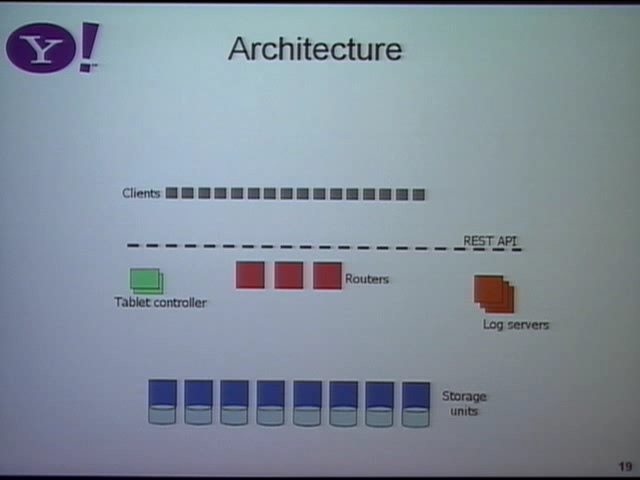 Y!
Architecture
Clients
REST API
Routers
Tablet controller
Log servers
Storage
units
19